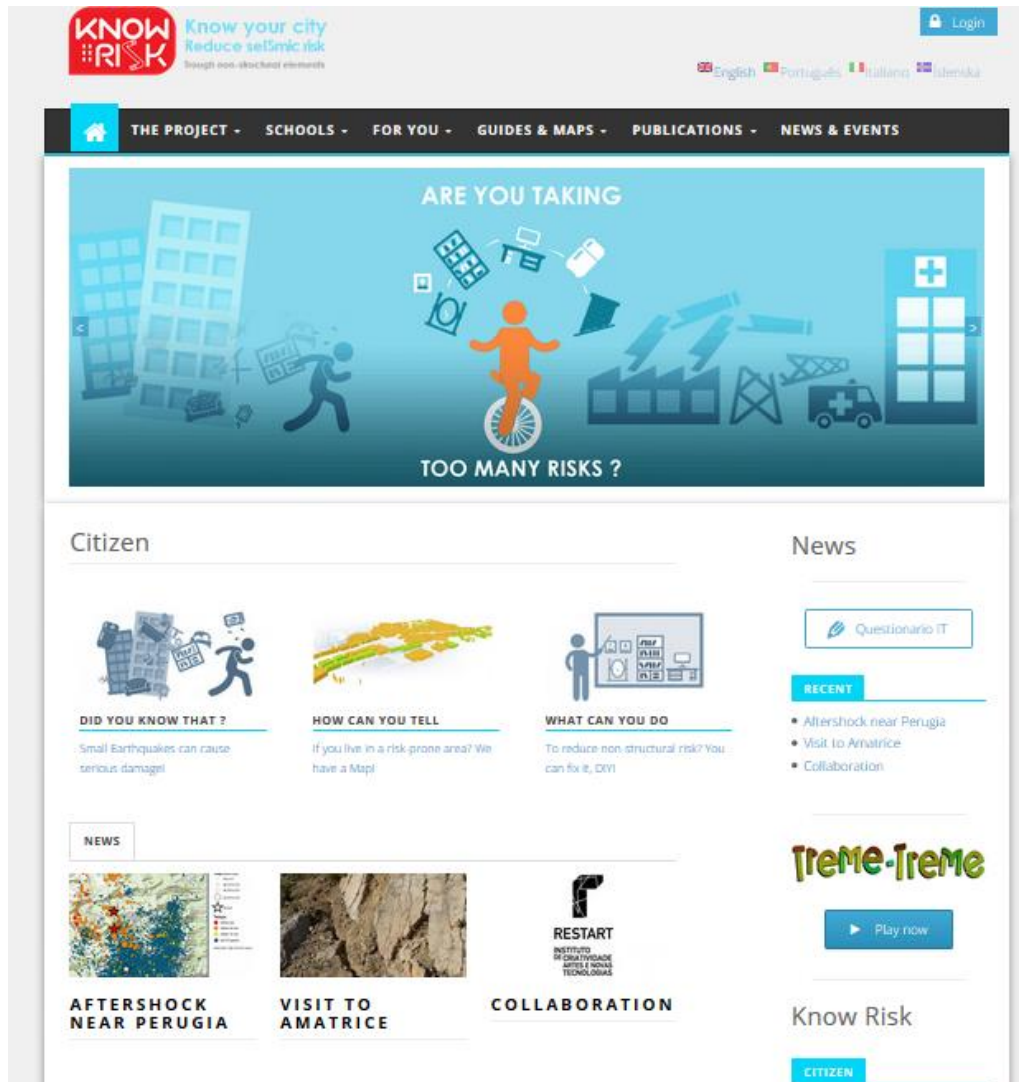 KNOW
RISK
Know your city
Reduce seismic risk
Trough non-structural elements
Login
English Português Italiano Íslenska
THE PROJECT SCHOOLS FOR YOU GUIDES & MAPS PUBLICATIONS NEWS & EVENTS
ARE YOU TAKING
< >
TOO MANY RISKS ?
Citizen
DID YOU KNOW THAT ?
Small Earthquakes can cause
serious damage!
HOW CAN YOU TELL
If you live in a risk-prone area? We
have a Map!
WHAT CAN YOU DO
To reduce non-structural risk? You
can fix it, DIY!
NEWS
AFTERSHOCK
NEAR PERUGIA
VISIT TO
AMATRICE
RESTART
INSTITUTO
DE CRIATIVIDADE
ARTES E NOVAS
TECNOLOGIAS
COLLABORATION
News
Questionario IT
RECENT
Aftershock near Perugia
Visit to Amatrice
Collaboration
Treme-Treme
Play now
Know Risk
CITIZEN